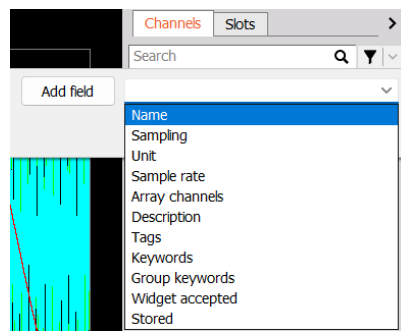 Channels Slots
Search
Add field
Name
Sampling
Unit
Sample rate
Array channels
Description
Tags
Keywords
Group keywords
Widget accepted
Stored